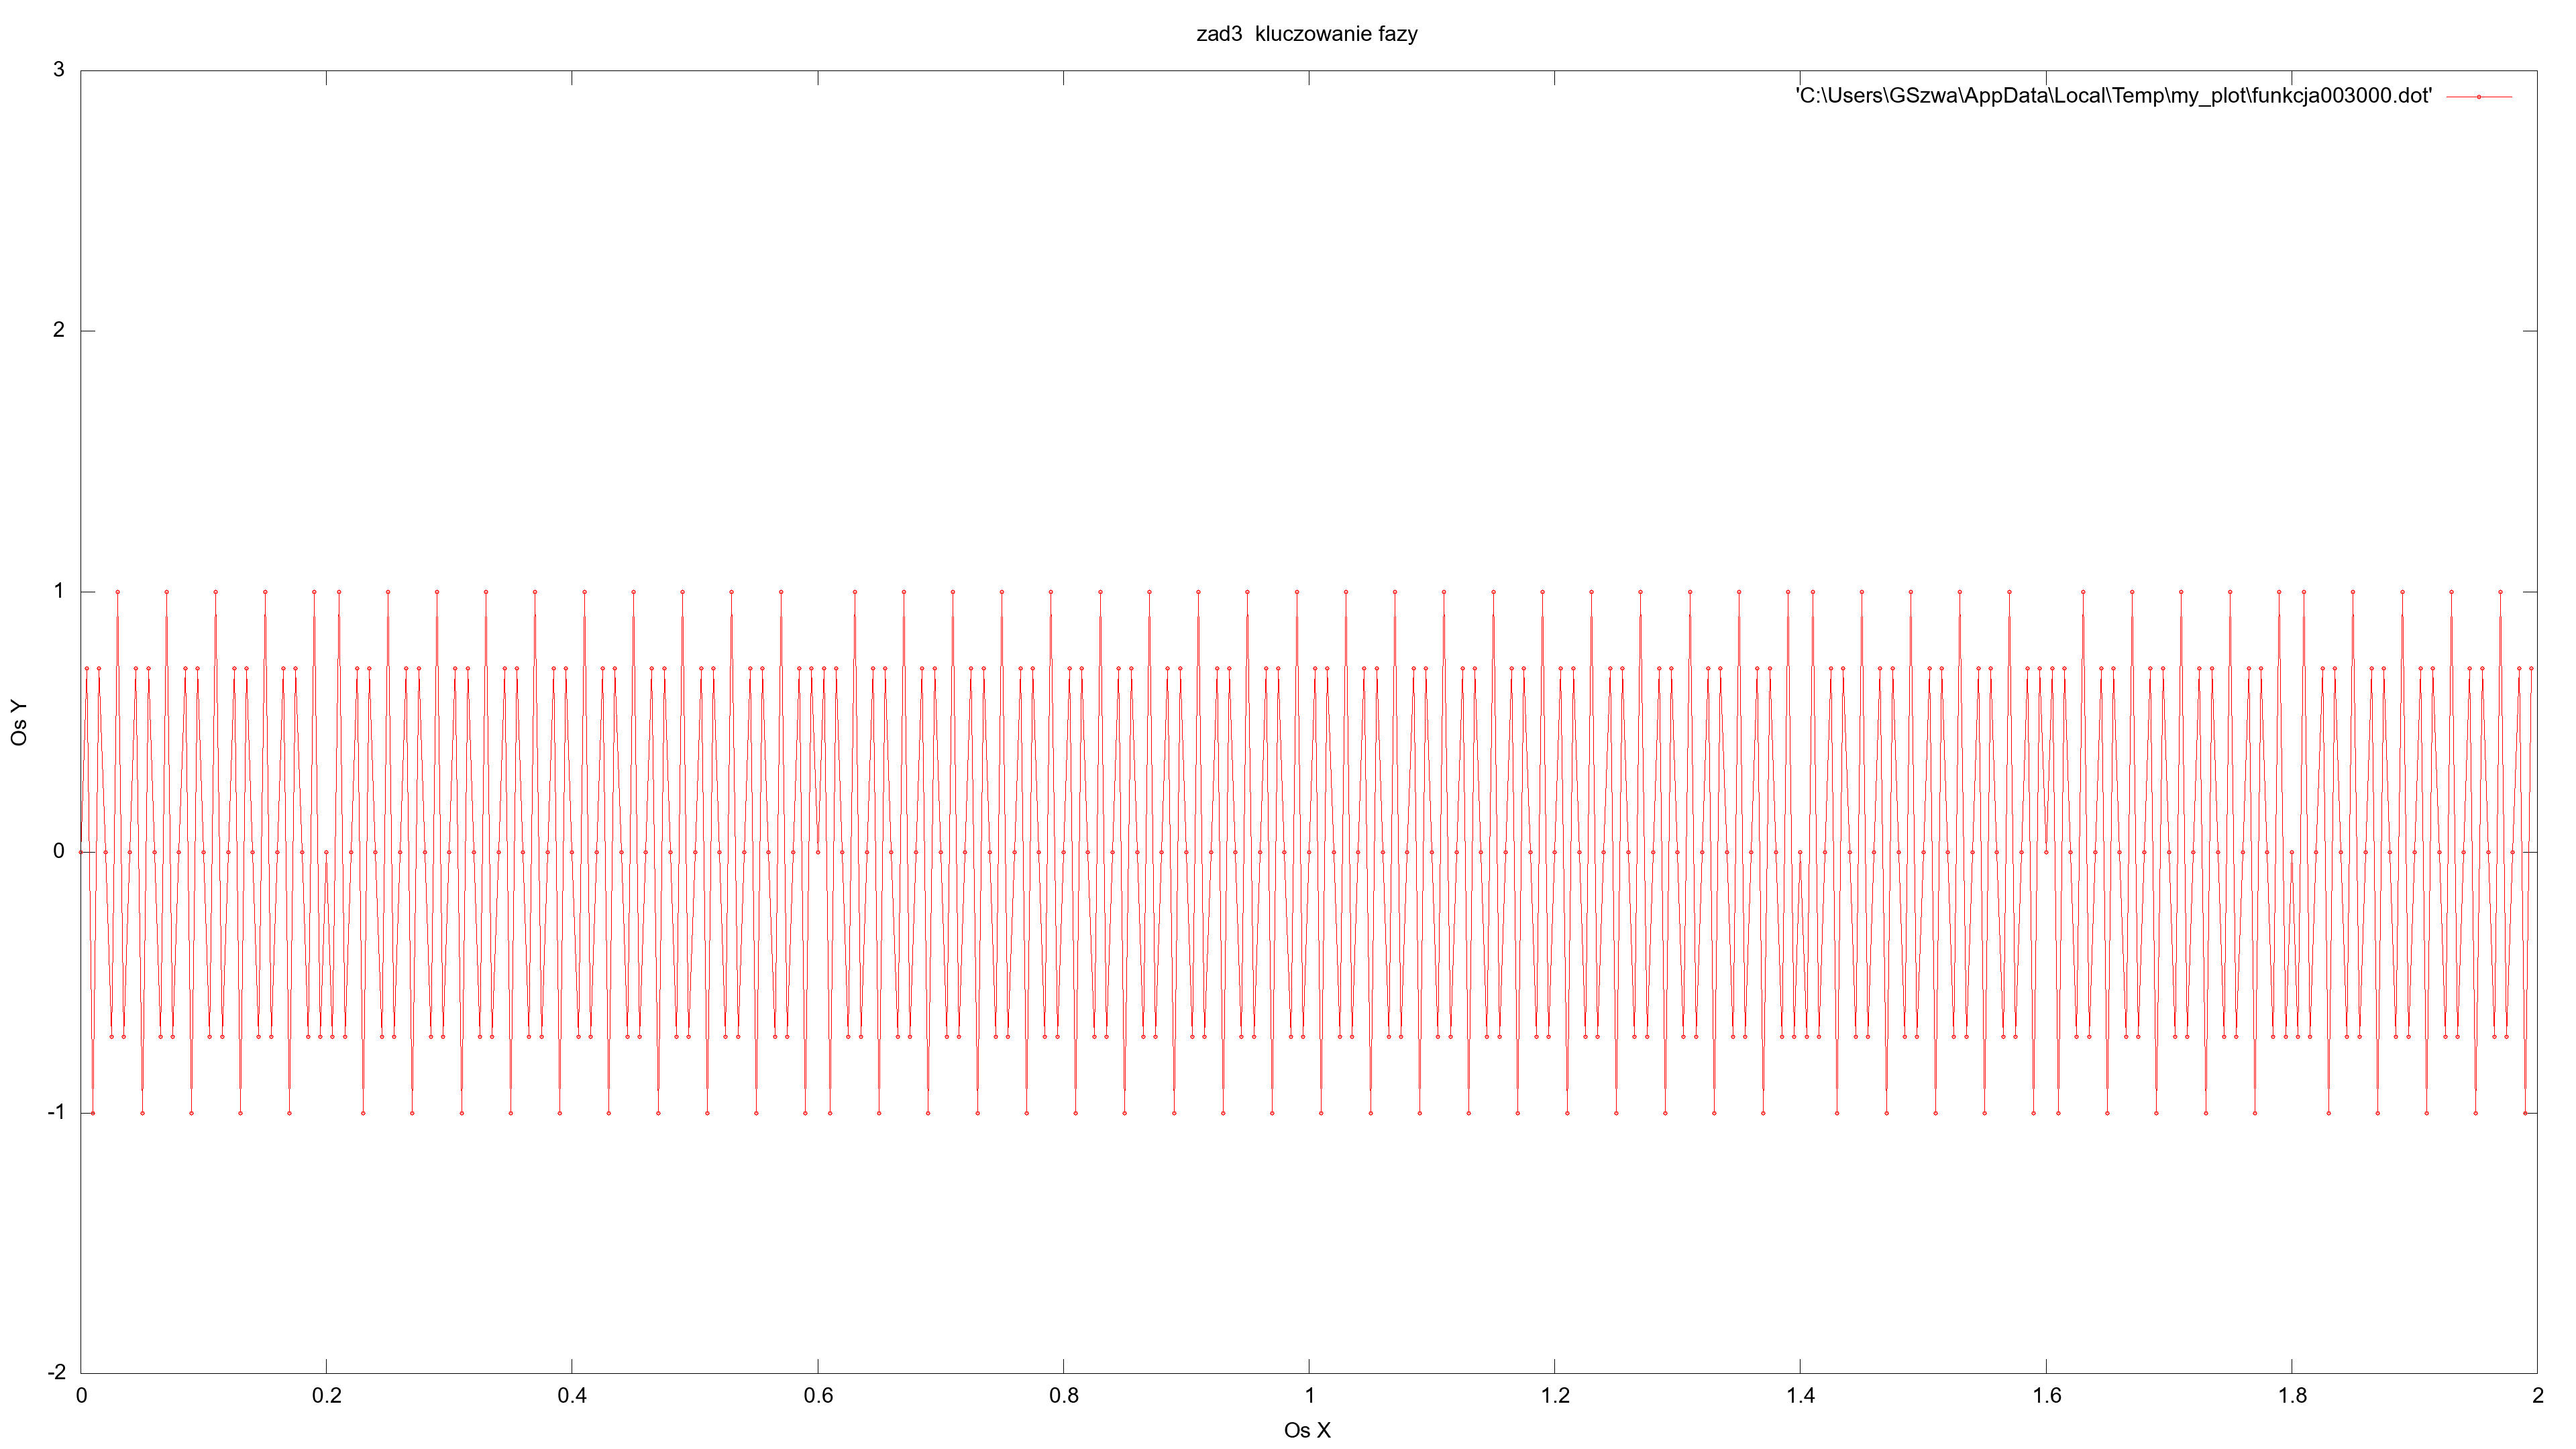 zad3  kluczowanie fazy
'C:\Users\GSzwa\AppData\Local\Temp\my_plot\funkcja003000.dot'
3
2
1
0
-1
-2
Os Y
0 0.2 0.4 0.6 0.8 1 1.2 1.4 1.6 1.8 2
Os X